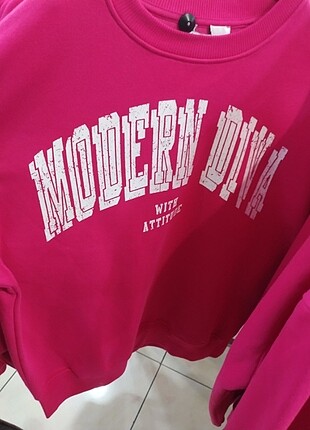 MODERN DIVA
WITH
ATTITUDE